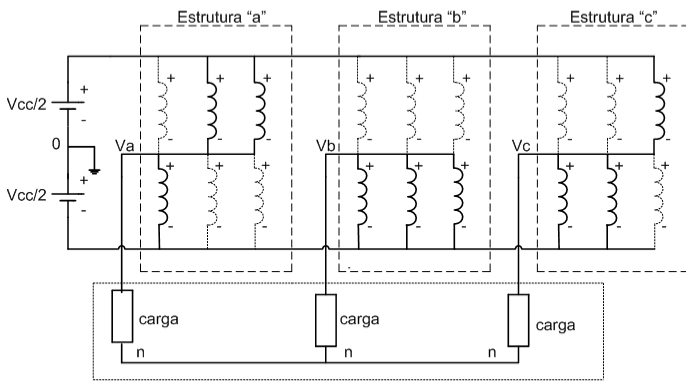 Estrutura “a”
Estrutura “b”
Estrutura “c”
+ + + + + + + + +
+
Vcc/2
-
- - - - - - - - -
0
Va
Vb
Vc
+
Vcc/2
-
+ + + + + + + + +
- - - - - - - - -
carga
carga
carga
n
n
n